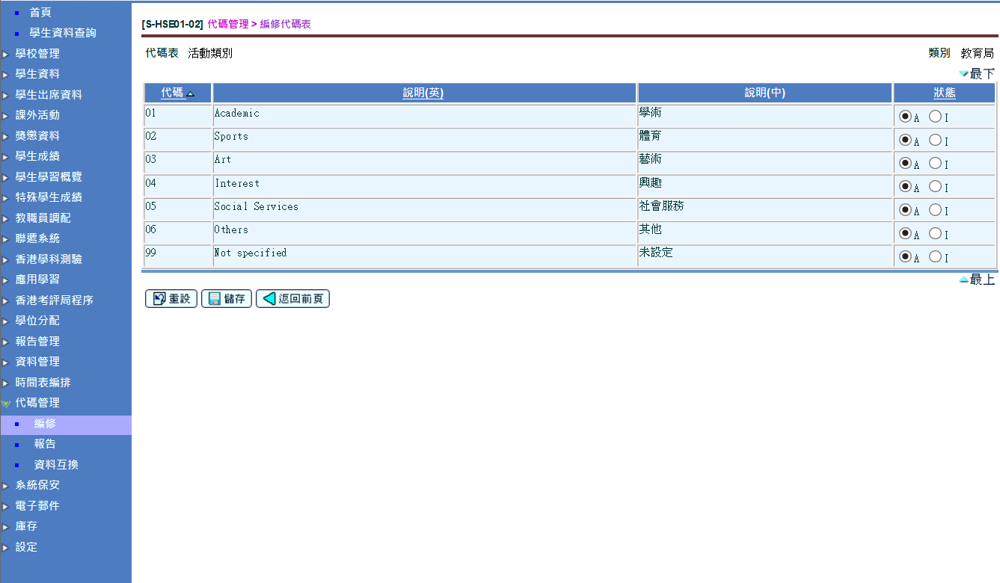 首頁
學生資料查詢
學校管理
學生資料
學生出席資料
課外活動
獎懲資料
學生成績
學生學習概覽
特殊學生成績
教職員調配
聯遞系統
香港學科測驗
應用學習
香港考評局程序
學位分配
報告管理
資料管理
時間表編排
代碼管理
編修
報告
資料互換
系統保安
電子郵件
庫存
設定
[S-HSE01-02] 代碼管理 > 編修代碼表
代碼表 活動類別 類別 教育局
最下
代碼 說明(英) 說明(中) 狀態
01 Academic 學術 A I
02 Sports 體育 A I
03 Art 藝術 A I
04 Interest 興趣 A I
05 Social Services 社會服務 A I
06 Others 其他 A I
99 Not specified 未設定 A I
最上
重設 儲存 返回前頁